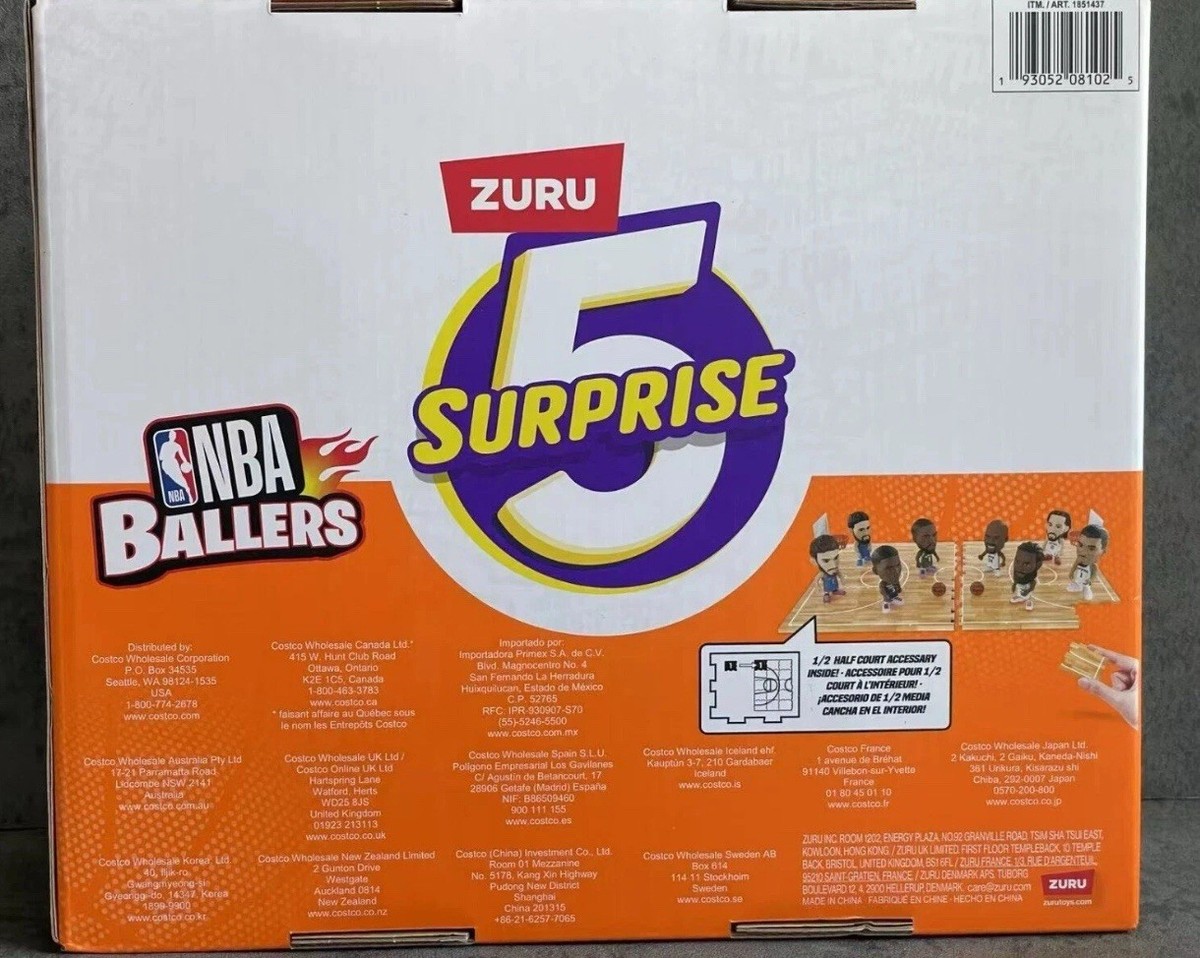 ITM. / ART. 1851437
1 93052 08102 5
ZURU
5
SURPRISE
NBA
NBA
BALLERS
1/2 HALF COURT ACCESSARY
INSIDE! · ACCESSOIRE POUR 1/2
COURT À L'INTÉRIEUR! ·
¡ACCESORIO DE 1/2 MEDIA
CANCHA EN EL INTERIOR!
Distributed by:
Costco Wholesale Corporation
P.O. Box 34535
Seattle, WA 98124-1535
USA
1-800-774-2678
www.costco.com
Costco Wholesale Canada Ltd.*
415 W. Hunt Club Road
Ottawa, Ontario
K2E 1C5, Canada
1-800-463-3783
www.costco.ca
* faisant affaire au Québec sous
le nom les Entrepôts Costco
Importado por:
Importadora Primex S.A. de C.V.
Blvd. Magnocentro No. 4
San Fernando La Herradura
Huixquilucan, Estado de México
C.P. 52765
RFC: IPR-930907-S70
(55)-5246-5500
www.costco.com.mx
Costco Wholesale Australia Pty Ltd
17-21 Parramatta Road
Lidcombe NSW 2141
Australia
www.costco.com.au
Costco Wholesale UK Ltd /
Costco Online UK Ltd
Hartspring Lane
Watford, Herts
WD25 8JS
United Kingdom
01923 213113
www.costco.co.uk
Costco Wholesale Spain S.L.U.
Polígono Empresarial Los Gavilanes
C/ Agustín de Betancourt, 17
28906 Getafe (Madrid) España
NIF: B86509460
900 111 155
www.costco.es
Costco Wholesale Iceland ehf.
Kauptún 3-7, 210 Gardabaer
Iceland
www.costco.is
Costco France
1 avenue de Bréhat
91140 Villebon-sur-Yvette
France
01 80 45 01 10
www.costco.fr
Costco Wholesale Japan Ltd.
2 Kakuchi, 2 Gaiku, Kaneda-Nishi
361 Urikura, Kisarazu shi
Chiba, 292-0007 Japan
0570-200-800
www.costco.co.jp
Costco Wholesale Korea, Ltd.
40, Iljik-ro
Gwangmyeong-si
Gyeonggi-do, 14347, Korea
1899-9900
www.costco.co.kr
Costco Wholesale New Zealand Limited
2 Gunton Drive
Westgate
Auckland 0814
New Zealand
www.costco.co.nz
Costco (China) Investment Co., Ltd.
Room 01 Mezzanine
No. 5178, Kang Xin Highway
Pudong New District
Shanghai
China 201315
+86-21-6257-7065
Costco Wholesale Sweden AB
Box 614
114 11 Stockholm
Sweden
www.costco.se
ZURU INC. ROOM 1202, ENERGY PLAZA, NO.92 GRANVILLE ROAD, TSIM SHA TSUI EAST,
KOWLOON, HONG KONG / ZURU UK LIMITED. FIRST FLOOR TEMPLEBACK, 10 TEMPLE
BACK, BRISTOL, UNITED KINGDOM, BS1 6FL / ZURU FRANCE, 1/3, RUE D'ARGENTEUIL,
95210 SAINT-GRATIEN, FRANCE / ZURU DENMARK APS. TUBORG
BOULEVARD 12, 4. 2900 HELLERUP, DENMARK. care@zuru.com
MADE IN CHINA · FABRIQUÉ EN CHINE · HECHO EN CHINA
ZURU
zurutoys.com